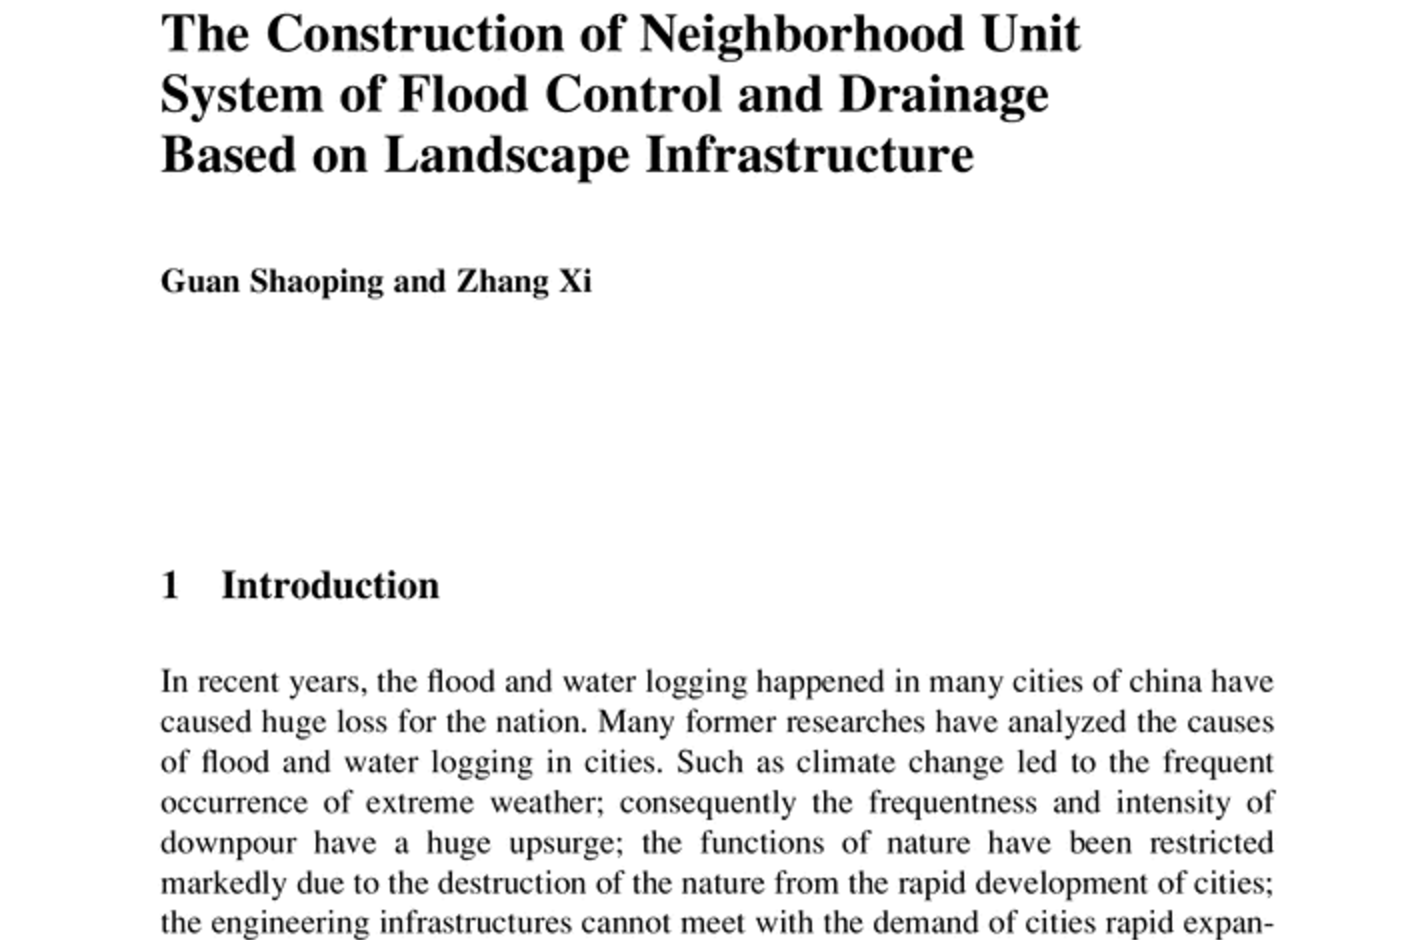 The Construction of Neighborhood Unit
System of Flood Control and Drainage
Based on Landscape Infrastructure
Guan Shaoping and Zhang Xi
1 Introduction
In recent years, the flood and water logging happened in many cities of china have
caused huge loss for the nation. Many former researches have analyzed the causes
of flood and water logging in cities. Such as climate change led to the frequent
occurrence of extreme weather; consequently the frequentness and intensity of
downpour have a huge upsurge; the functions of nature have been restricted
markedly due to the destruction of the nature from the rapid development of cities;
the engineering infrastructures cannot meet with the demand of cities rapid expan-